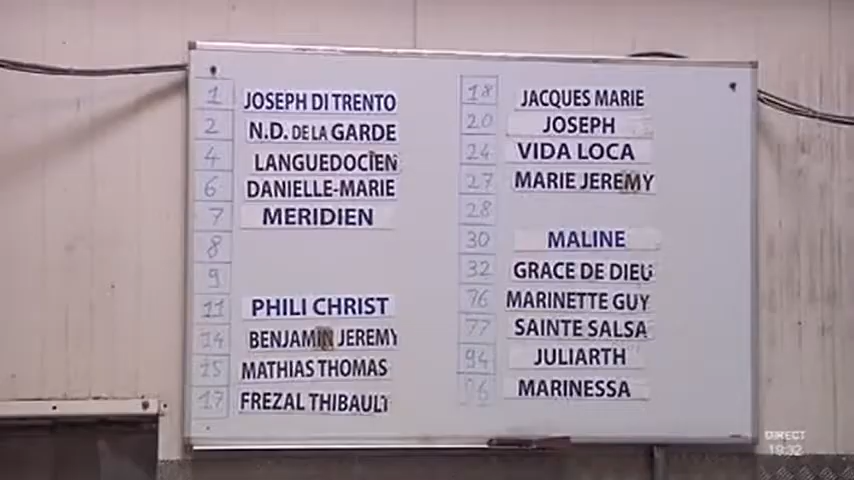 1 JOSEPH DI TRENTO
2 N.D. DE LA GARDE
4 LANGUEDOCIEN
6 DANIELLE-MARIE
7 MERIDIEN
8
9
11 PHILI CHRIST
14 BENJAMIN JEREMY
15 MATHIAS THOMAS
17 FREZAL THIBAULT
18 JACQUES MARIE
20 JOSEPH
24 VIDA LOCA
27 MARIE JEREMY
28
30 MALINE
32 GRACE DE DIEU
76 MARINETTE GUY
77 SAINTE SALSA
94 JULIARTH
96 MARINESSA
DIRECT
19:32